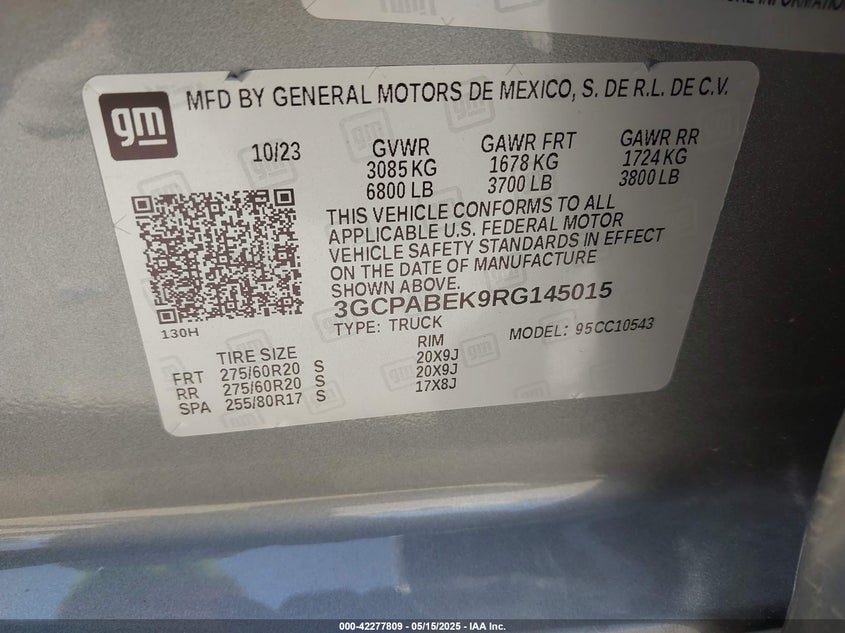 INFORMATION
gm
MFD BY GENERAL MOTORS DE MEXICO, S. DE R.L. DE C.V.
10/23 GVWR GAWR FRT GAWR RR
3085 KG 1678 KG 1724 KG
6800 LB 3700 LB 3800 LB
THIS VEHICLE CONFORMS TO ALL
APPLICABLE U.S. FEDERAL MOTOR
VEHICLE SAFETY STANDARDS IN EFFECT
ON THE DATE OF MANUFACTURE
SHOWN ABOVE.
3GCPABEK9RG145015
130H
TYPE: TRUCK MODEL: 95CC10543
TIRE SIZE RIM
FRT 275/60R20 S 20X9J
RR 275/60R20 S 20X9J
SPA 255/80R17 S 17X8J
000-42277809 - 05/15/2025 - IAA Inc.